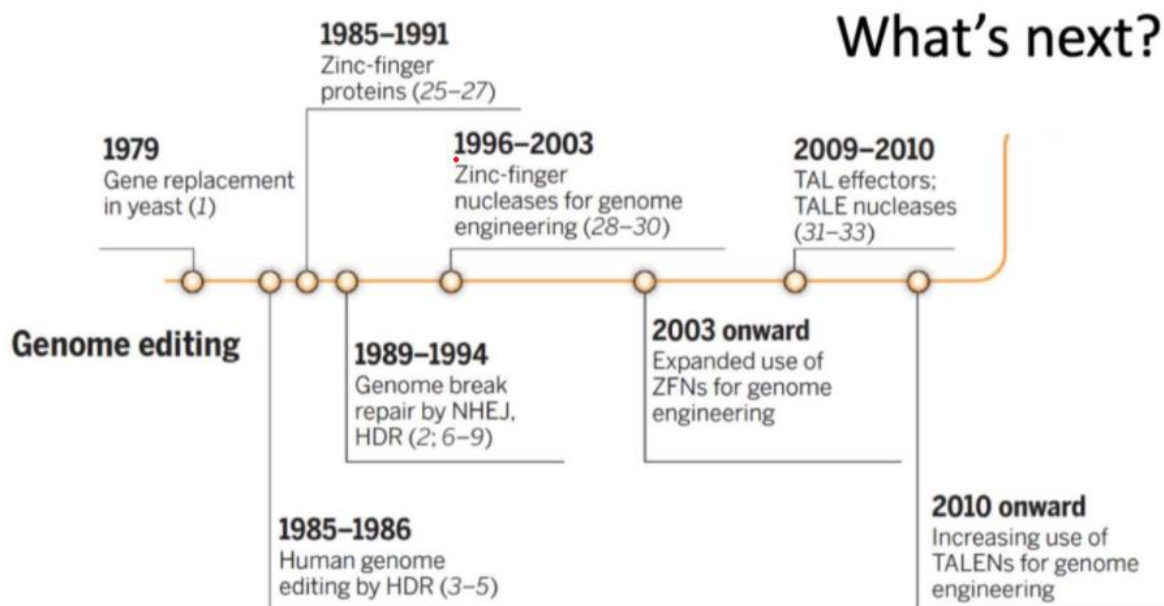 What's next?
1985–1991
Zinc-finger
proteins (25–27)
1979
Gene replacement
in yeast (1)
1996–2003
Zinc-finger
nucleases for genome
engineering (28–30)
2009–2010
TAL effectors;
TALE nucleases
(31–33)
Genome editing
1989–1994
Genome break
repair by NHEJ,
HDR (2; 6–9)
2003 onward
Expanded use of
ZFNs for genome
engineering
1985–1986
Human genome
editing by HDR (3–5)
2010 onward
Increasing use of
TALENs for genome
engineering